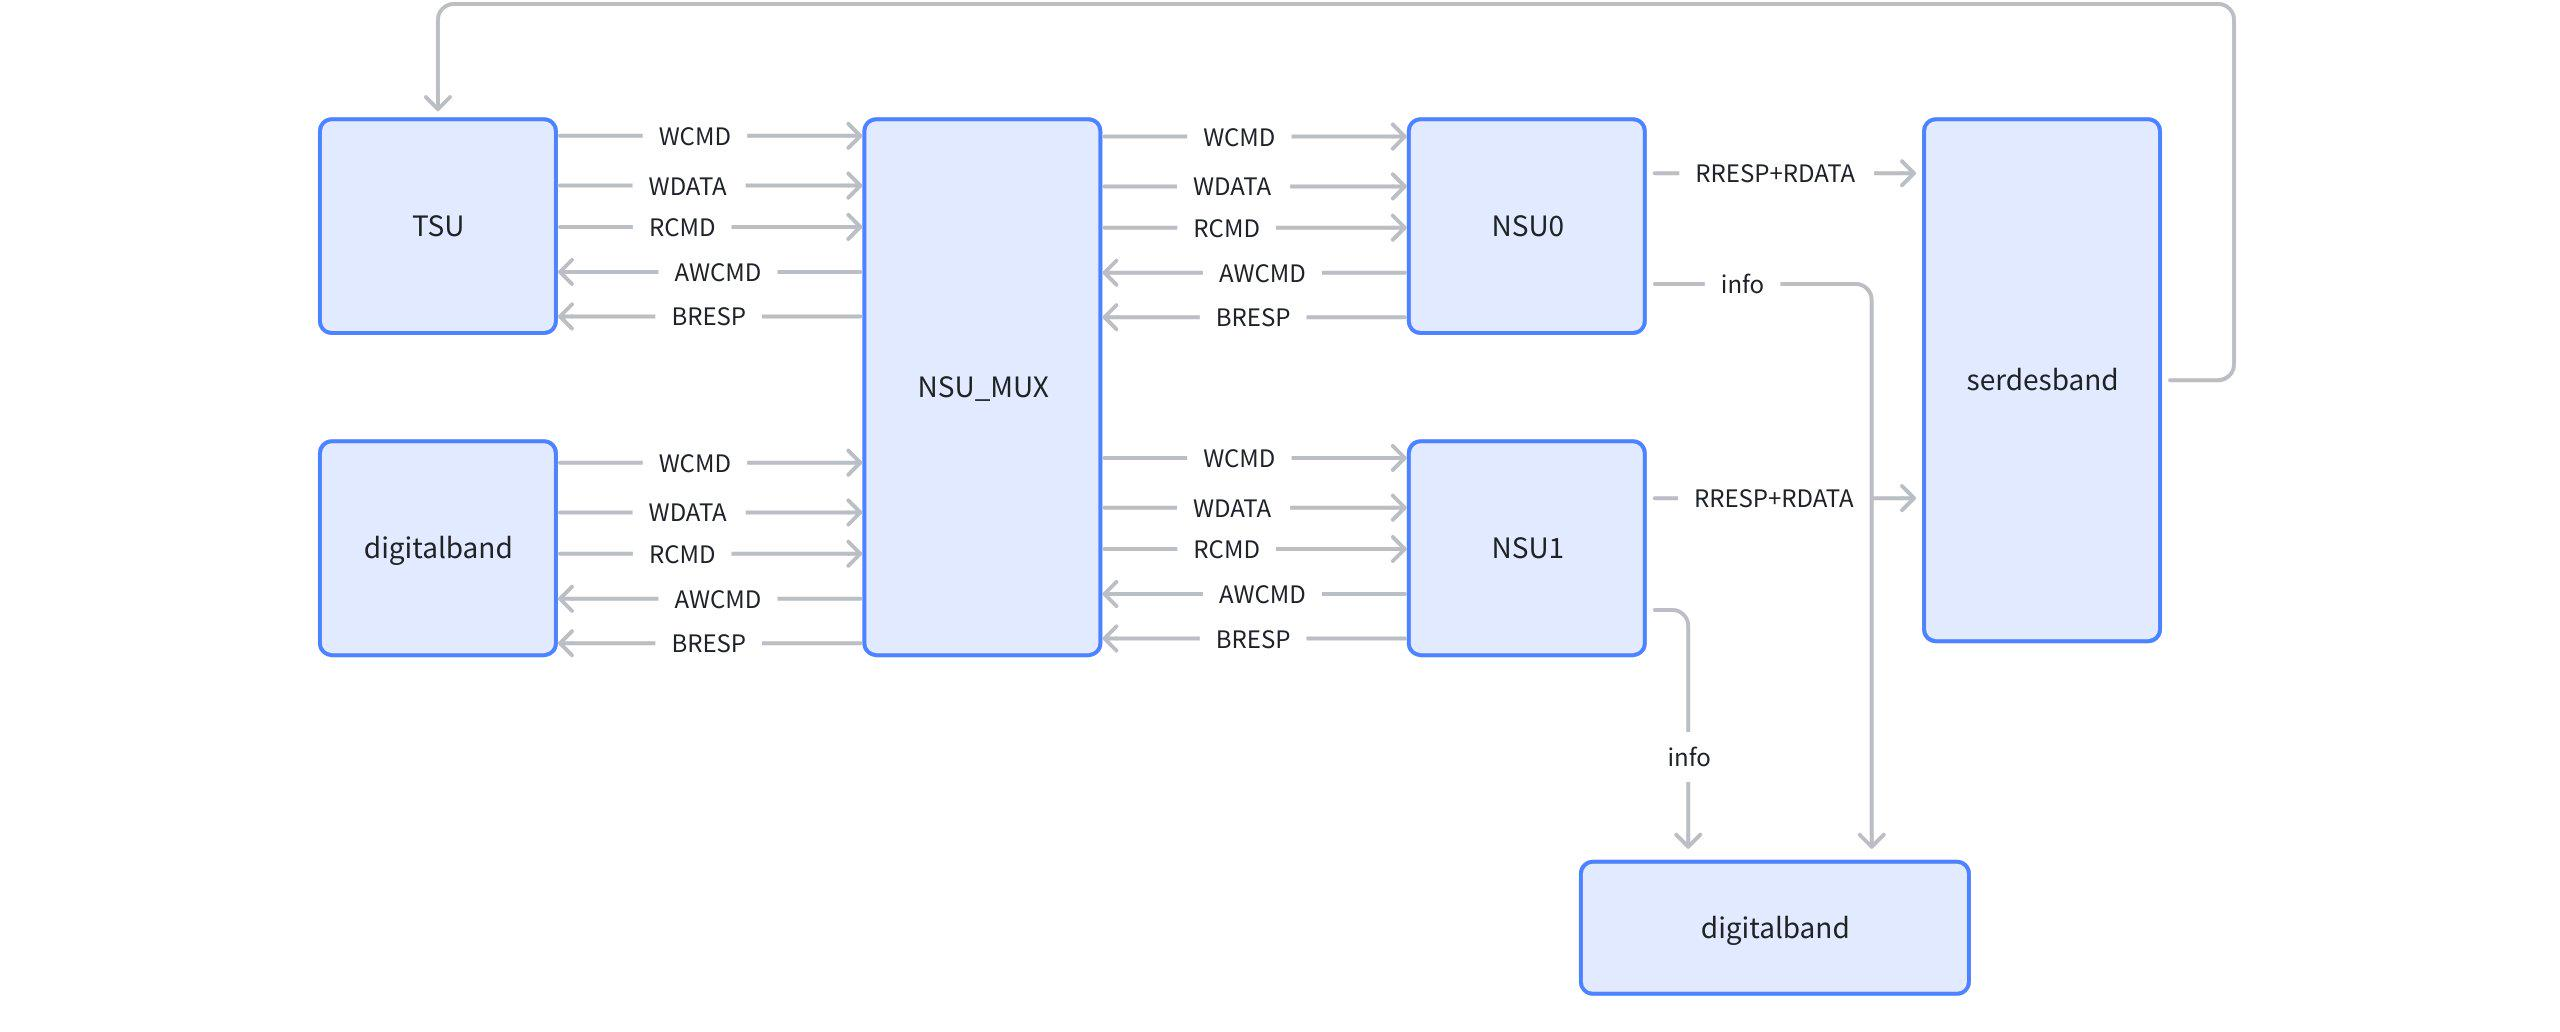 TSU
WCMD
WDATA
RCMD
AWCMD
BRESP
NSU_MUX
WCMD
WDATA
RCMD
AWCMD
BRESP
NSU0
RRESP+RDATA
info
serdesband
digitalband
WCMD
WDATA
RCMD
AWCMD
BRESP
WCMD
WDATA
RCMD
AWCMD
BRESP
NSU1
RRESP+RDATA
info
digitalband